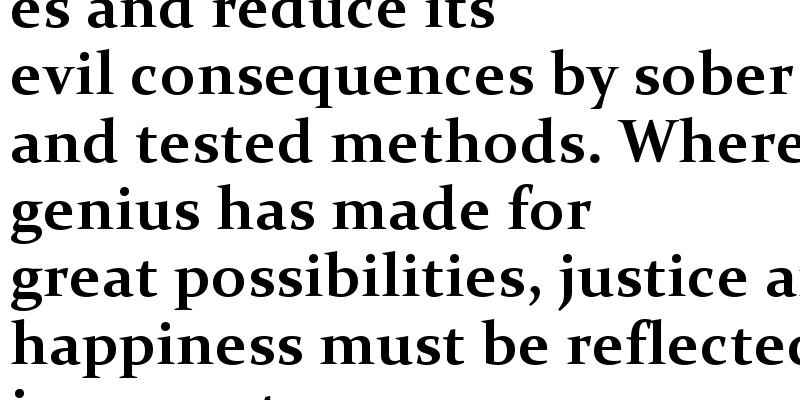 es and reduce its
evil consequences by sober
and tested methods. Where
genius has made for
great possibilities, justice a
happiness must be reflected